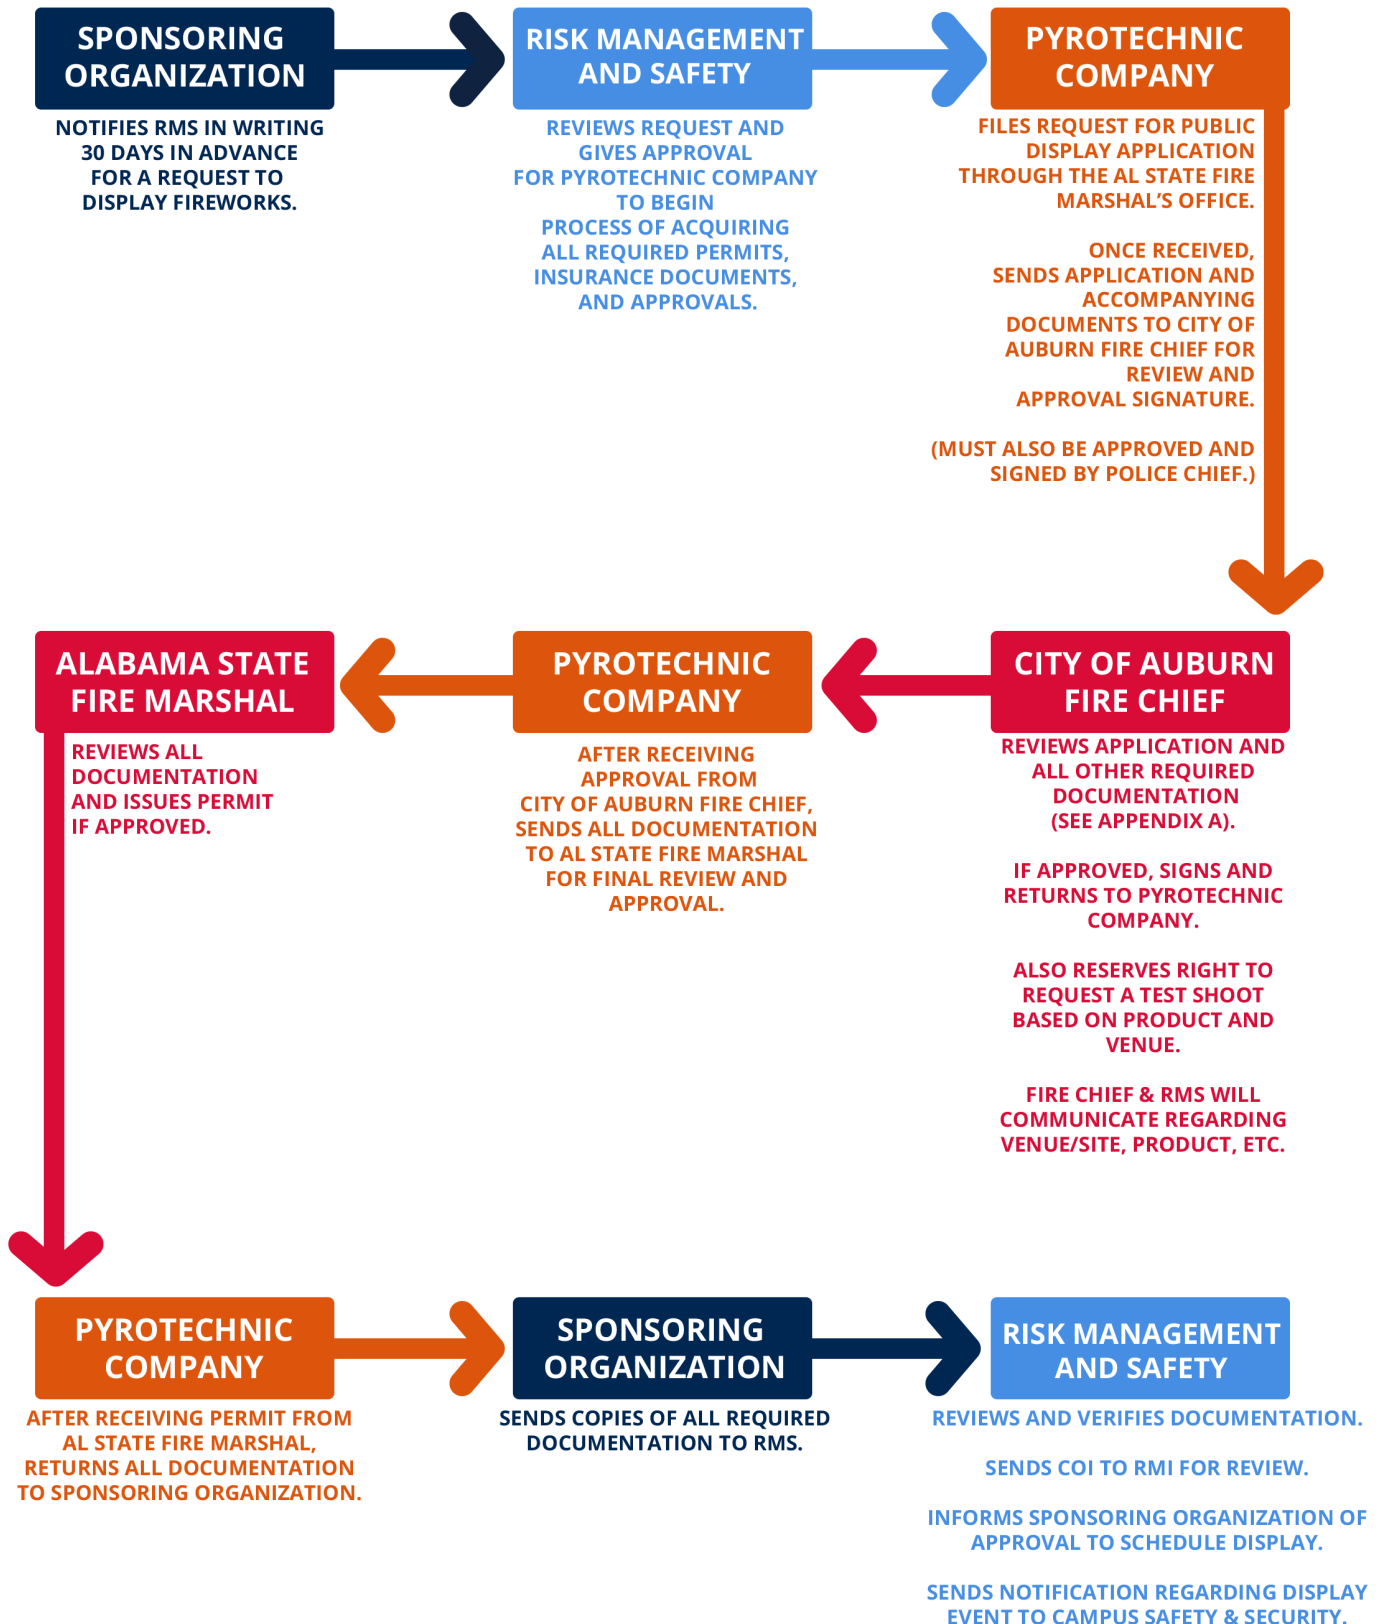 SPONSORING
ORGANIZATION
NOTIFIES RMS IN WRITING
30 DAYS IN ADVANCE
FOR A REQUEST TO
DISPLAY FIREWORKS.
RISK MANAGEMENT
AND SAFETY
REVIEWS REQUEST AND
GIVES APPROVAL
FOR PYROTECHNIC COMPANY
TO BEGIN
PROCESS OF ACQUIRING
ALL REQUIRED PERMITS,
INSURANCE DOCUMENTS,
AND APPROVALS.
PYROTECHNIC
COMPANY
FILES REQUEST FOR PUBLIC
DISPLAY APPLICATION
THROUGH THE AL STATE FIRE
MARSHAL'S OFFICE.
ONCE RECEIVED,
SENDS APPLICATION AND
ACCOMPANYING
DOCUMENTS TO CITY OF
AUBURN FIRE CHIEF FOR
REVIEW AND
APPROVAL SIGNATURE.
(MUST ALSO BE APPROVED AND
SIGNED BY POLICE CHIEF.)
CITY OF AUBURN
FIRE CHIEF
REVIEWS APPLICATION AND
ALL OTHER REQUIRED
DOCUMENTATION
(SEE APPENDIX A).
IF APPROVED, SIGNS AND
RETURNS TO PYROTECHNIC
COMPANY.
ALSO RESERVES RIGHT TO
REQUEST A TEST SHOOT
BASED ON PRODUCT AND
VENUE.
FIRE CHIEF & RMS WILL
COMMUNICATE REGARDING
VENUE/SITE, PRODUCT, ETC.
PYROTECHNIC
COMPANY
AFTER RECEIVING
APPROVAL FROM
CITY OF AUBURN FIRE CHIEF,
SENDS ALL DOCUMENTATION
TO AL STATE FIRE MARSHAL
FOR FINAL REVIEW AND
APPROVAL.
ALABAMA STATE
FIRE MARSHAL
REVIEWS ALL
DOCUMENTATION
AND ISSUES PERMIT
IF APPROVED.
PYROTECHNIC
COMPANY
AFTER RECEIVING PERMIT FROM
AL STATE FIRE MARSHAL,
RETURNS ALL DOCUMENTATION
TO SPONSORING ORGANIZATION.
SPONSORING
ORGANIZATION
SENDS COPIES OF ALL REQUIRED
DOCUMENTATION TO RMS.
RISK MANAGEMENT
AND SAFETY
REVIEWS AND VERIFIES DOCUMENTATION.
SENDS COI TO RMI FOR REVIEW.
INFORMS SPONSORING ORGANIZATION OF
APPROVAL TO SCHEDULE DISPLAY.
SENDS NOTIFICATION REGARDING DISPLAY
EVENT TO CAMPUS SAFETY & SECURITY.